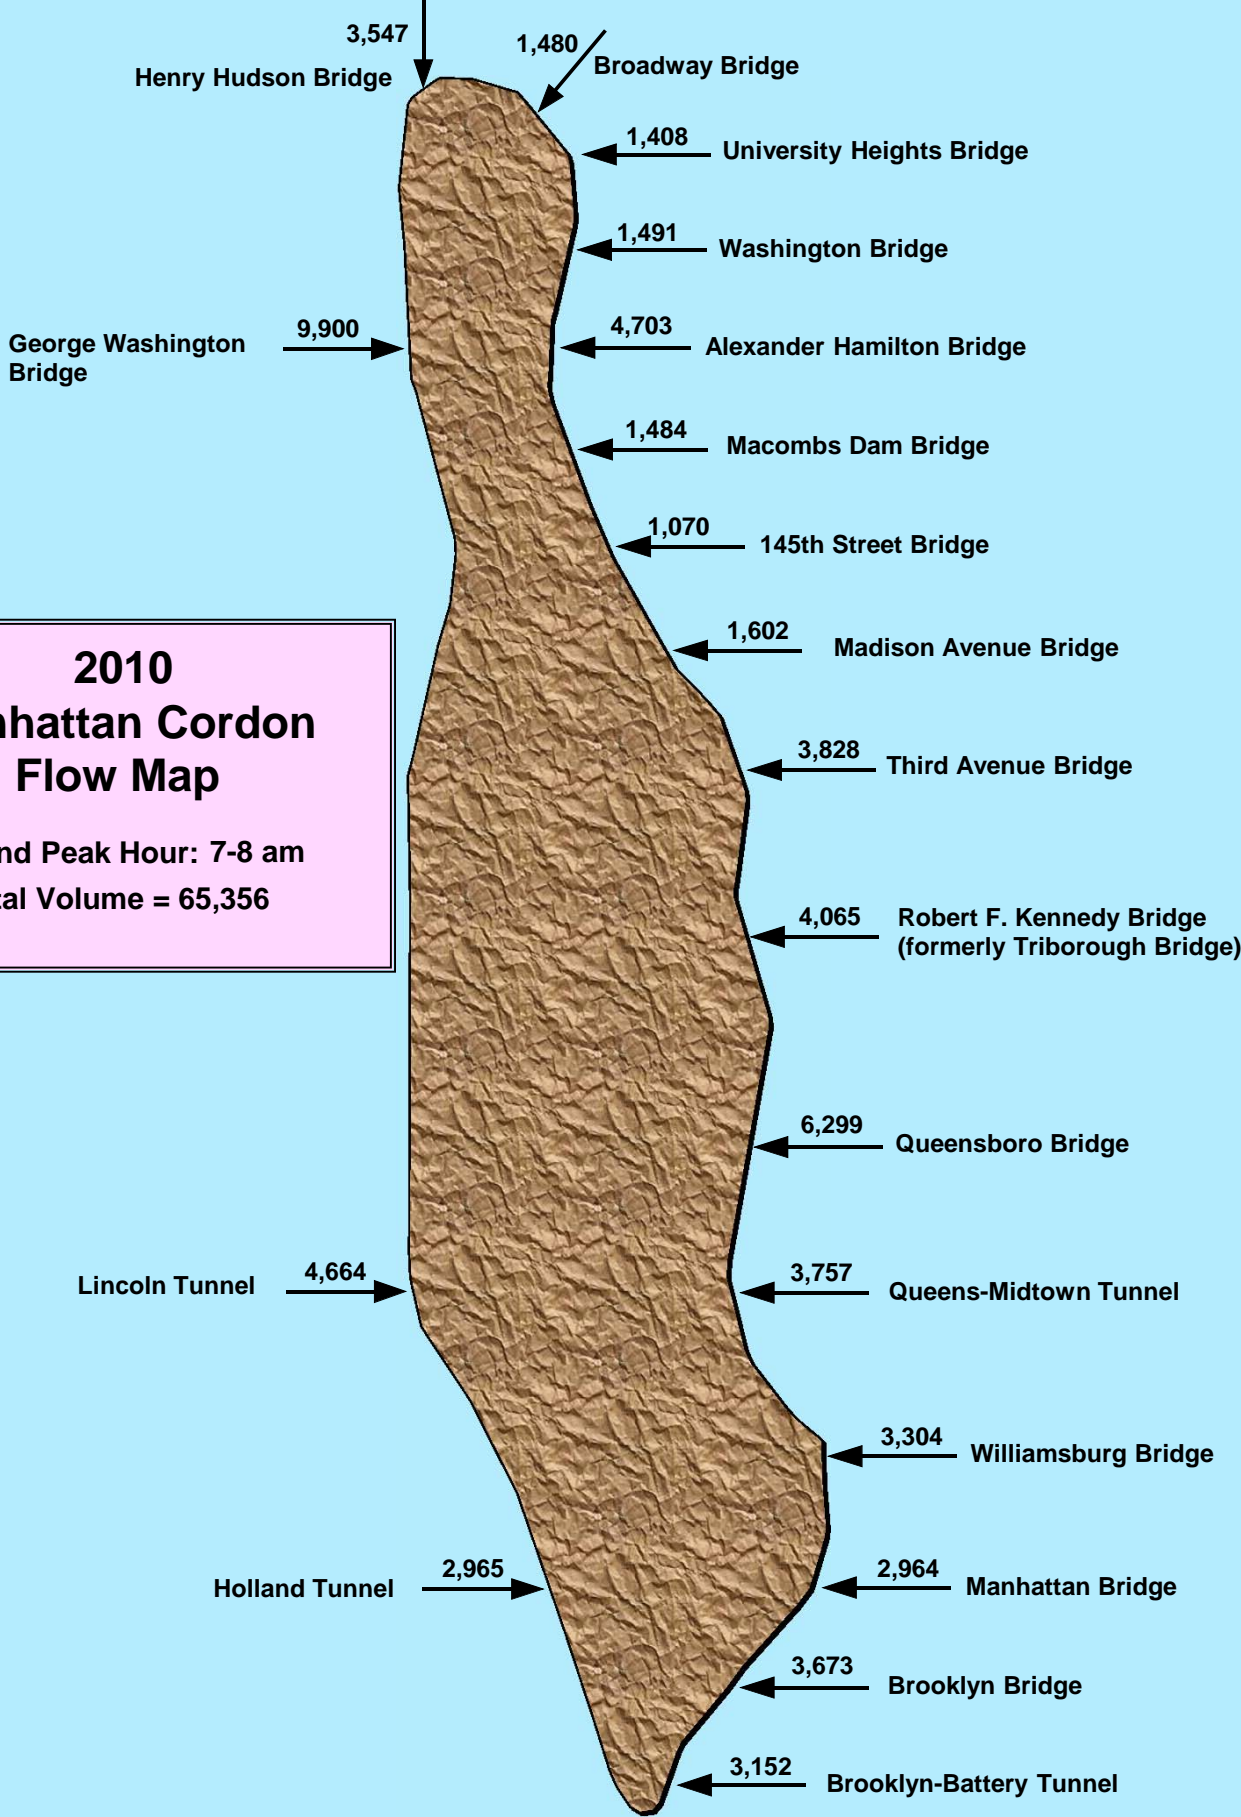 3,547
Henry Hudson Bridge
1,480
Broadway Bridge
1,408
University Heights Bridge
1,491
Washington Bridge
George Washington
Bridge
9,900
4,703
Alexander Hamilton Bridge
1,484
Macombs Dam Bridge
1,070
145th Street Bridge
1,602
Madison Avenue Bridge
2010
nhattan Cordon
Flow Map
nd Peak Hour: 7-8 am
tal Volume = 65,356
3,828
Third Avenue Bridge
4,065
Robert F. Kennedy Bridge
(formerly Triborough Bridge)
6,299
Queensboro Bridge
Lincoln Tunnel
4,664
3,757
Queens-Midtown Tunnel
3,304
Williamsburg Bridge
Holland Tunnel
2,965
2,964
Manhattan Bridge
3,673
Brooklyn Bridge
3,152
Brooklyn-Battery Tunnel